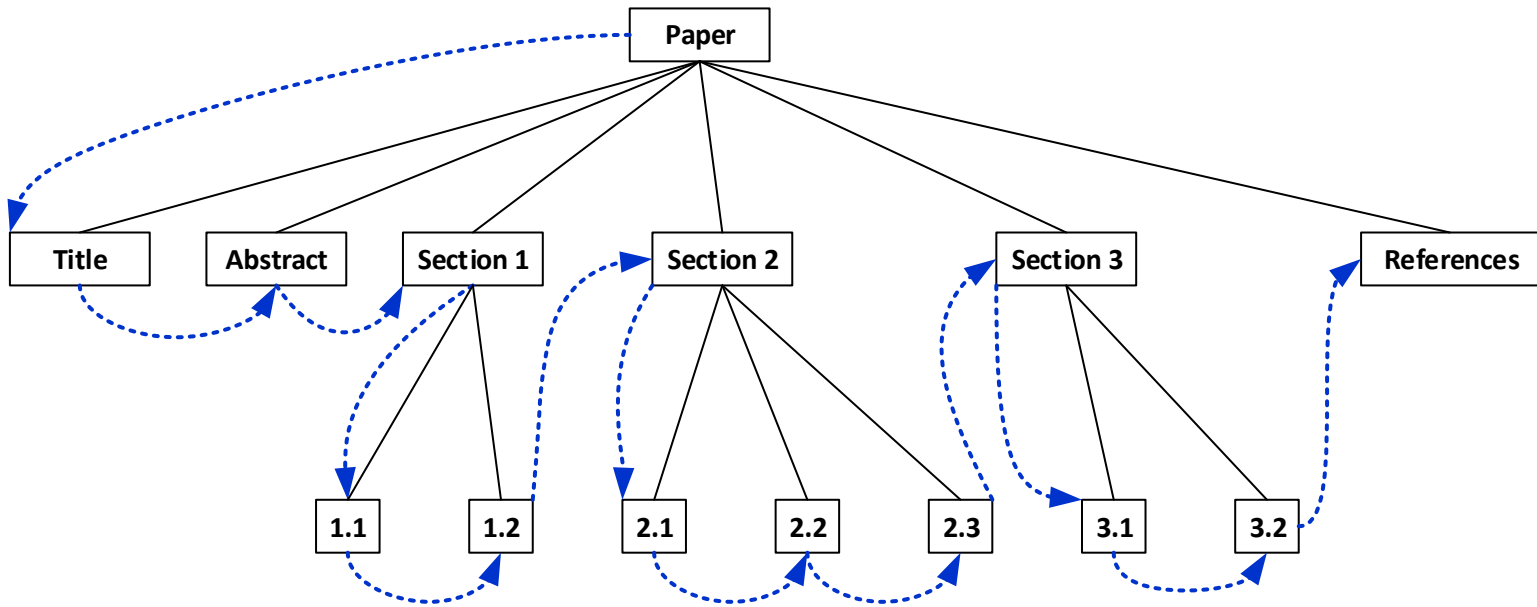 Paper
Title
Abstract
Section 1
Section 2
Section 3
References
1.1
1.2
2.1
2.2
2.3
3.1
3.2